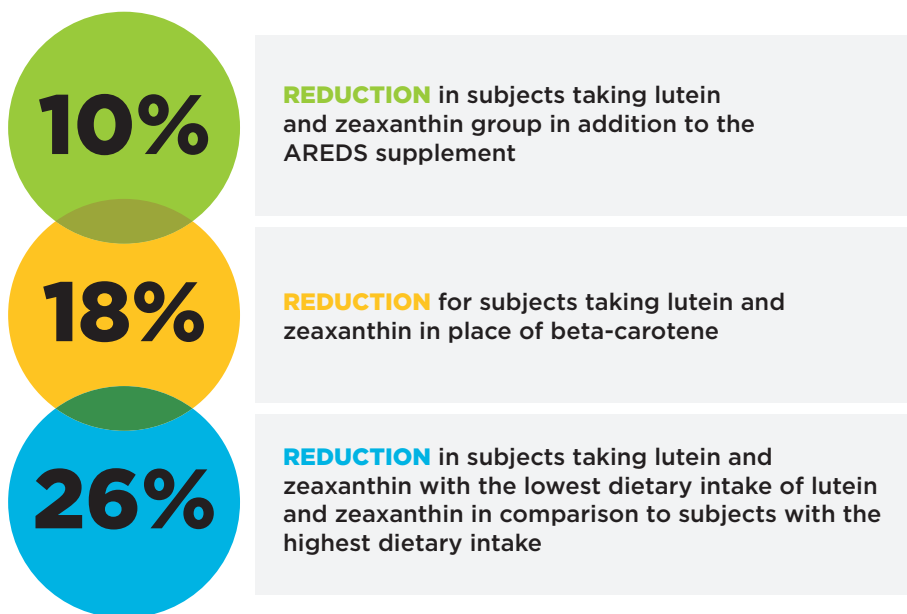 10%
REDUCTION in subjects taking lutein
and zeaxanthin group in addition to the
AREDS supplement
18%
REDUCTION for subjects taking lutein and
zeaxanthin in place of beta-carotene
26%
REDUCTION in subjects taking lutein and
zeaxanthin with the lowest dietary intake of lutein
and zeaxanthin in comparison to subjects with the
highest dietary intake